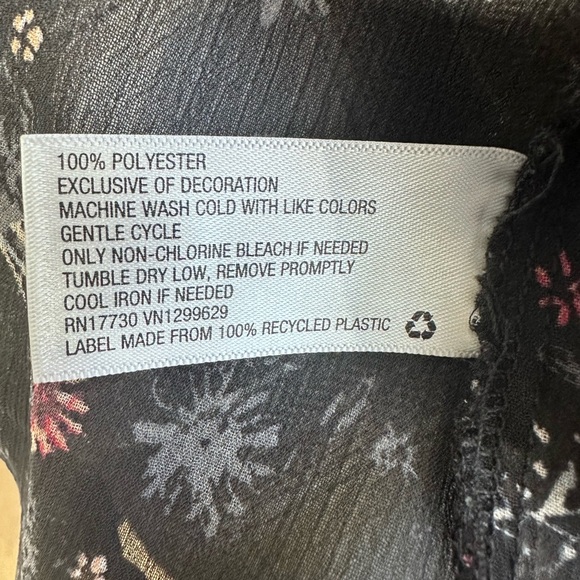 100% POLYESTER
EXCLUSIVE OF DECORATION
MACHINE WASH COLD WITH LIKE COLORS
GENTLE CYCLE
ONLY NON-CHLORINE BLEACH IF NEEDED
TUMBLE DRY LOW, REMOVE PROMPTLY
COOL IRON IF NEEDED
RN17730 VN1299629
LABEL MADE FROM 100% RECYCLED PLASTIC